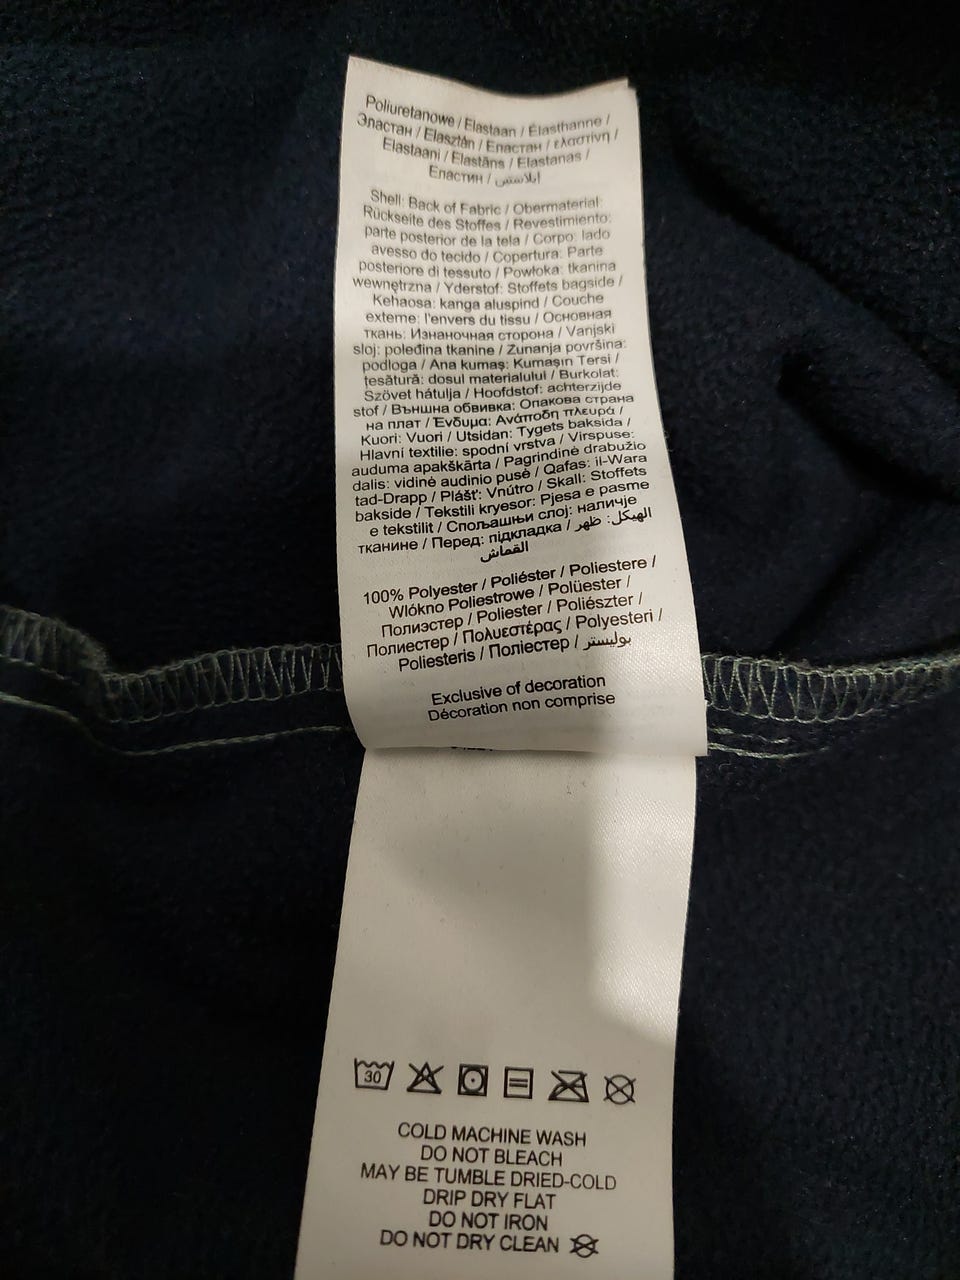 Poliuretanowe / Elastaan / Élasthanne /
Эластан / Elasztán / Еластан / ελαστίνη /
Elastaani / Elastāns / Elastanas /
Еластин / ايلاستين
Shell: Back of Fabric / Obermaterial:
Rückseite des Stoffes / Revestimiento:
parte posterior de la tela / Corpo: lado
avesso do tecido / Copertura: Parte
posteriore di tessuto / Powłoka: tkanina
wewnętrzna / Yderstof: Stoffets bagside /
Kehaosa: kanga aluspind / Couche
externe: l'envers du tissu / Основная
ткань: Изнаночная сторона / Vanjski
sloj: poleđina tkanine / Zunanja površina:
podloga / Ana kumaş: Kumaşın Tersi /
țesătură: dosul materialului / Burkolat:
Szövet hátulja / Hoofdstof: achterzijde
stof / Външна обвивка: Опакова страна
на плат / Ένδυμα: Ανάποδη πλευρά /
Kuori: Vuori / Utsidan: Tygets baksida /
Hlavní textilie: spodní vrstva / Virspuse:
auduma apakškārta / Pagrindinė drabužio
dalis: vidinė audinio pusė / Qafas: il-Wara
tad-Drapp / Plášť: Vnútro / Skall: Stoffets
bakside / Tekstili kryesor: Pjesa e pasme
e tekstilit / Спољашњи слој: наличје
тканине / Перед: підкладка / الهيكل: ظهر
القماش
100% Polyester / Poliéster / Poliestere /
Wlókno Poliestrowe / Polüester /
Полиэстер / Poliester / Poliészter /
Полиестер / Πολυεστέρας / Polyesteri /
Poliesteris / Поліестер / بوليستر
Exclusive of decoration
Décoration non comprise
30
COLD MACHINE WASH
DO NOT BLEACH
MAY BE TUMBLE DRIED-COLD
DRIP DRY FLAT
DO NOT IRON
DO NOT DRY CLEAN